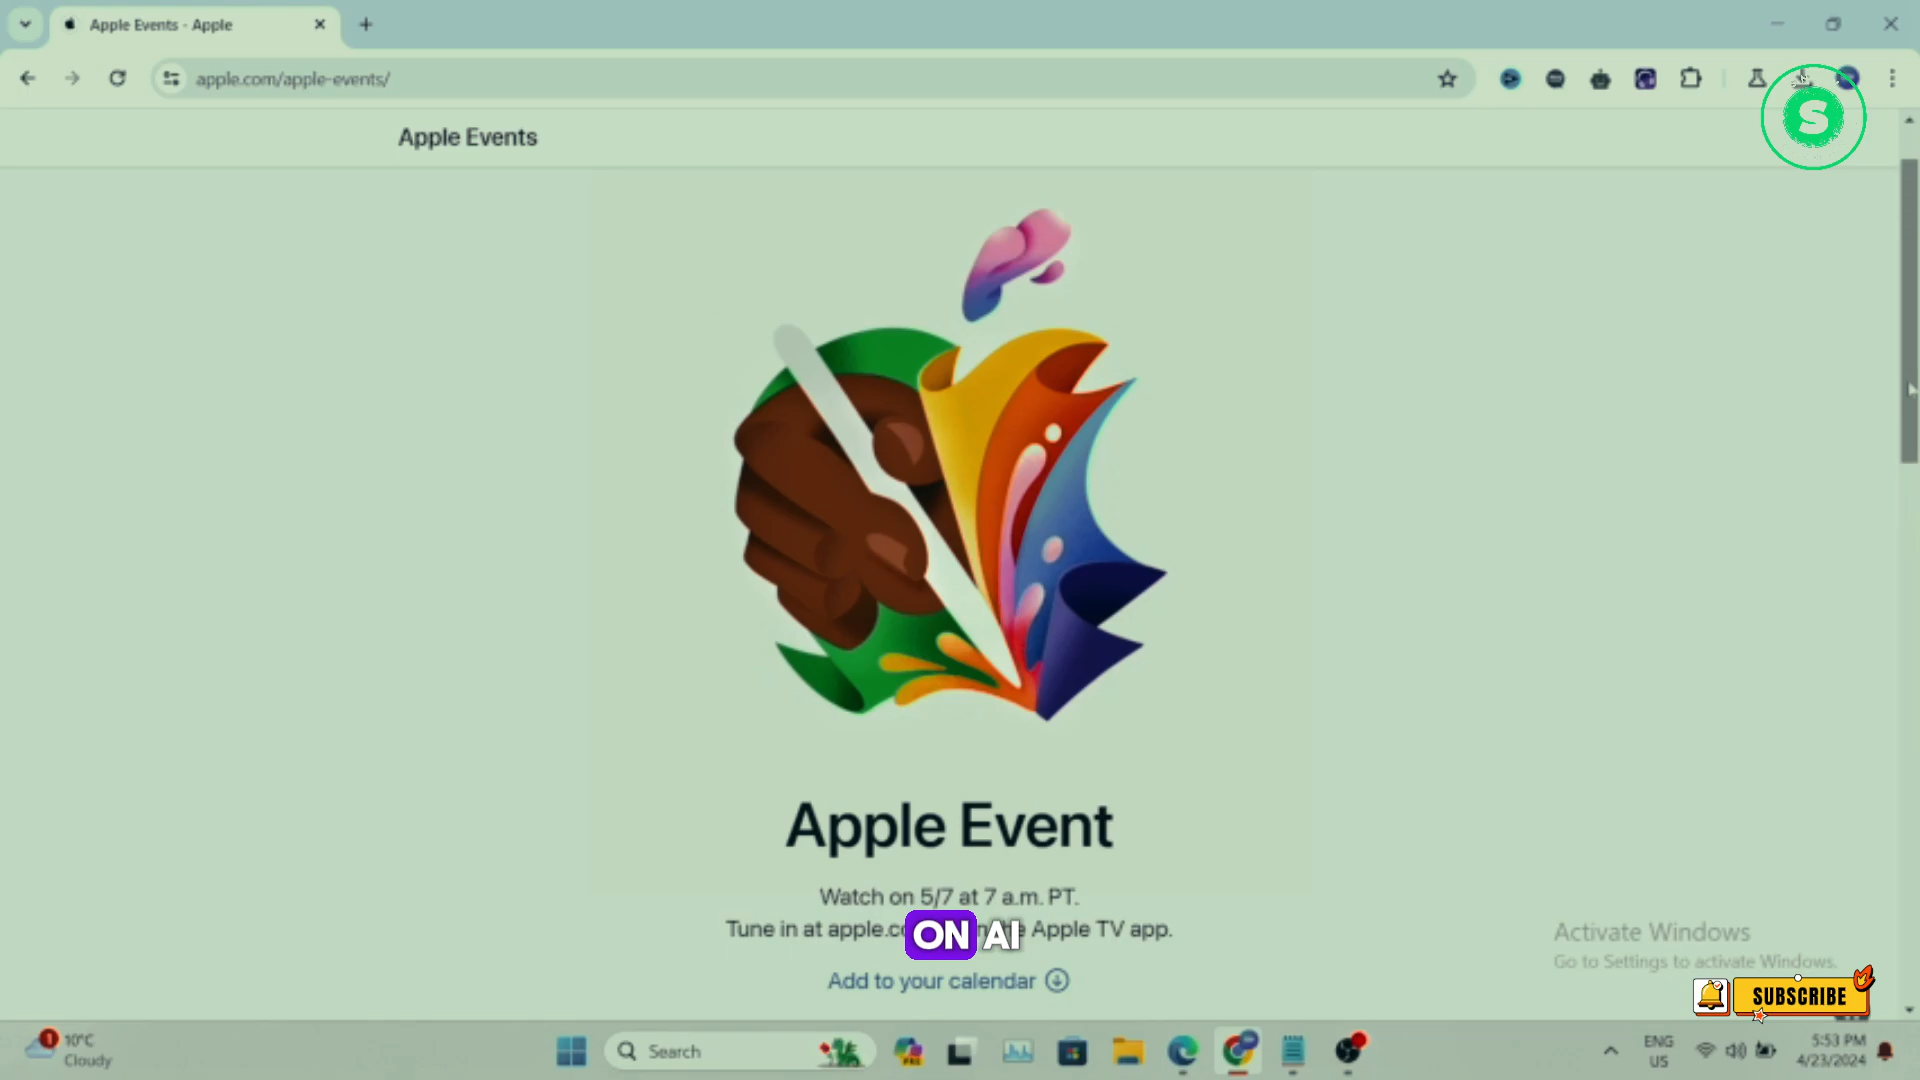 Apple Events - Apple
apple.com/apple-events/
Apple Events
S
Apple Event
Watch on 5/7 at 7 a.m. PT.
Tune in at apple.co Apple TV app.
ON AI
Add to your calendar
Activate Windows
Go to Settings to activate Windows.
SUBSCRIBE
1
10°C
Cloudy
Search
ENG
US
5:53 PM
4/23/2024